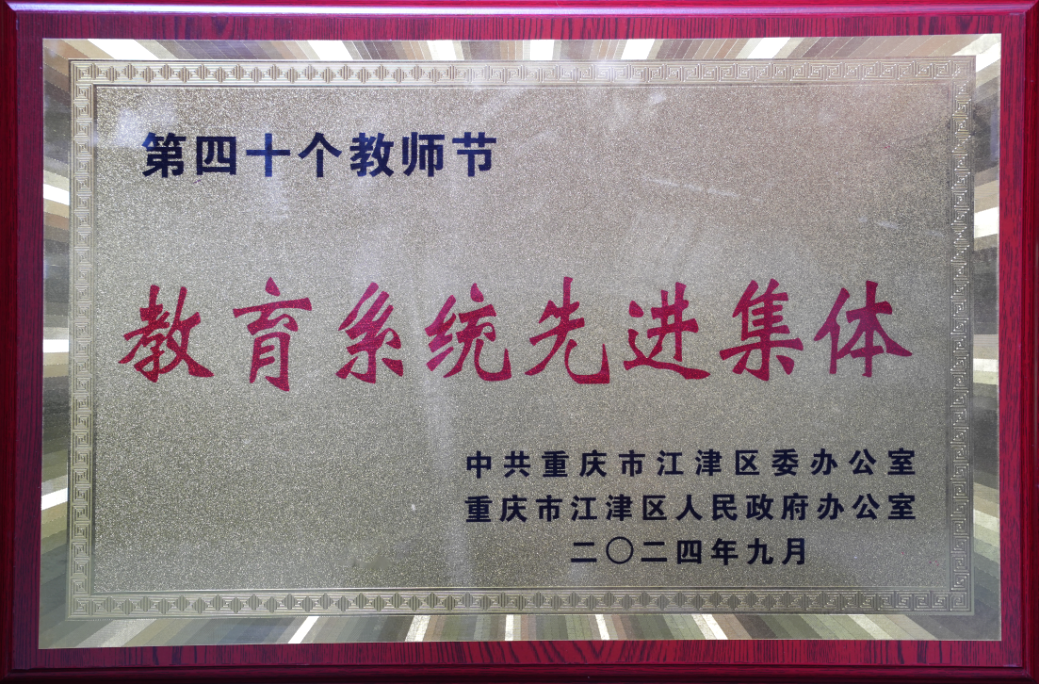 第四十个教师节
教育系统先进集体
中共重庆市江津区委办公室
重庆市江津区人民政府办公室
二〇二四年九月